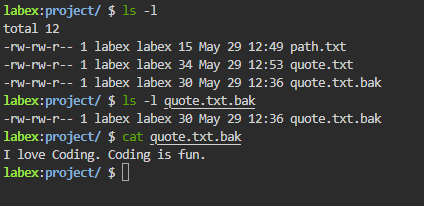 labex:project/ $ ls -l
total 12
-rw-rw-r-- 1 labex labex 15 May 29 12:49 path.txt
-rw-rw-r-- 1 labex labex 34 May 29 12:53 quote.txt
-rw-rw-r-- 1 labex labex 30 May 29 12:36 quote.txt.bak
labex:project/ $ ls -l quote.txt.bak
-rw-rw-r-- 1 labex labex 30 May 29 12:36 quote.txt.bak
labex:project/ $ cat quote.txt.bak
I love Coding. Coding is fun.
labex:project/ $